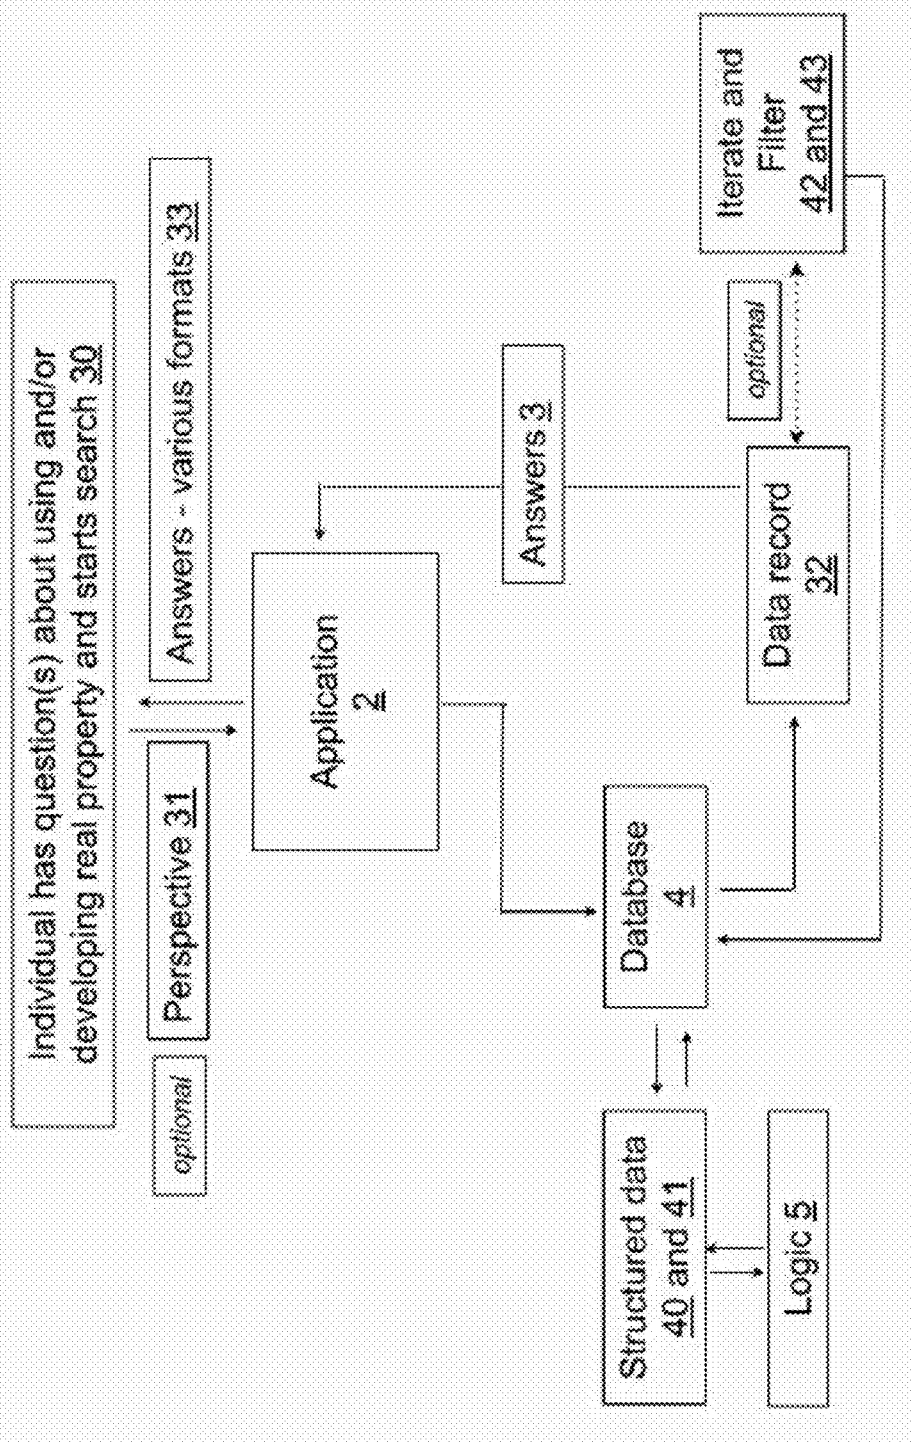 Individual has question(s) about using and/or
developing real property and starts search 30
optional
Perspective 31
Answers - various formats 33
Application
2
Answers 3
Structured data
40 and 41
Database
4
Logic 5
Data record
32
optional
Iterate and
Filter
42 and 43